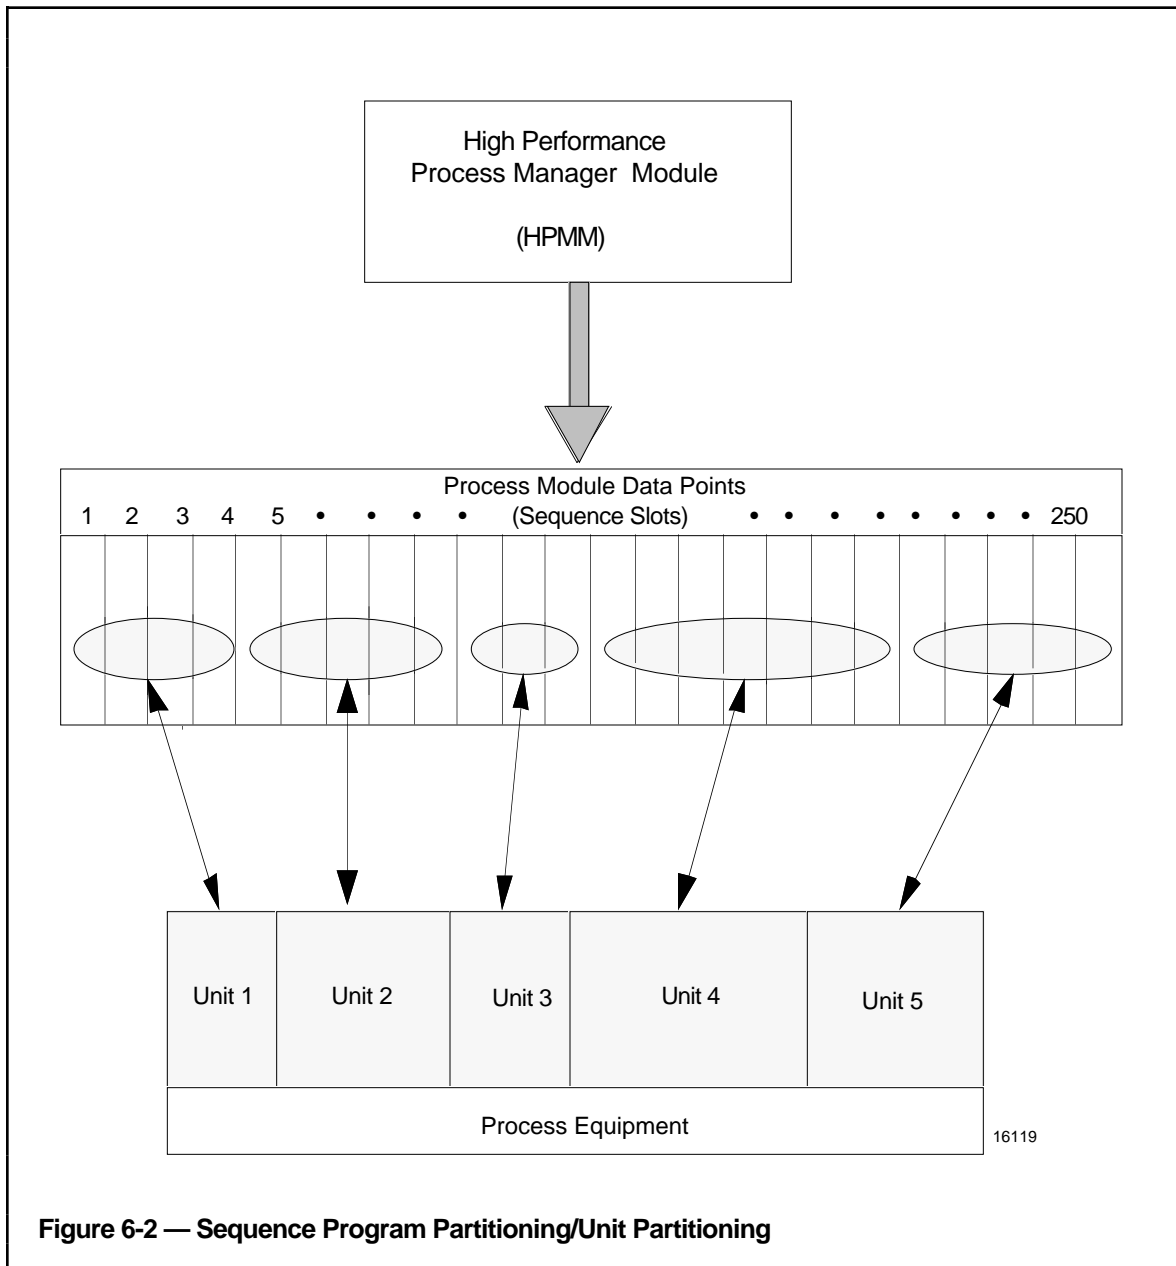 High Performance
Process Manager Module
(HPMM)
Process Module Data Points
1 2 3 4 5 • • • • (Sequence Slots) • • • • • • • • 250
Unit 1 Unit 2 Unit 3 Unit 4 Unit 5
Process Equipment
16119
Figure 6-2 — Sequence Program Partitioning/Unit Partitioning